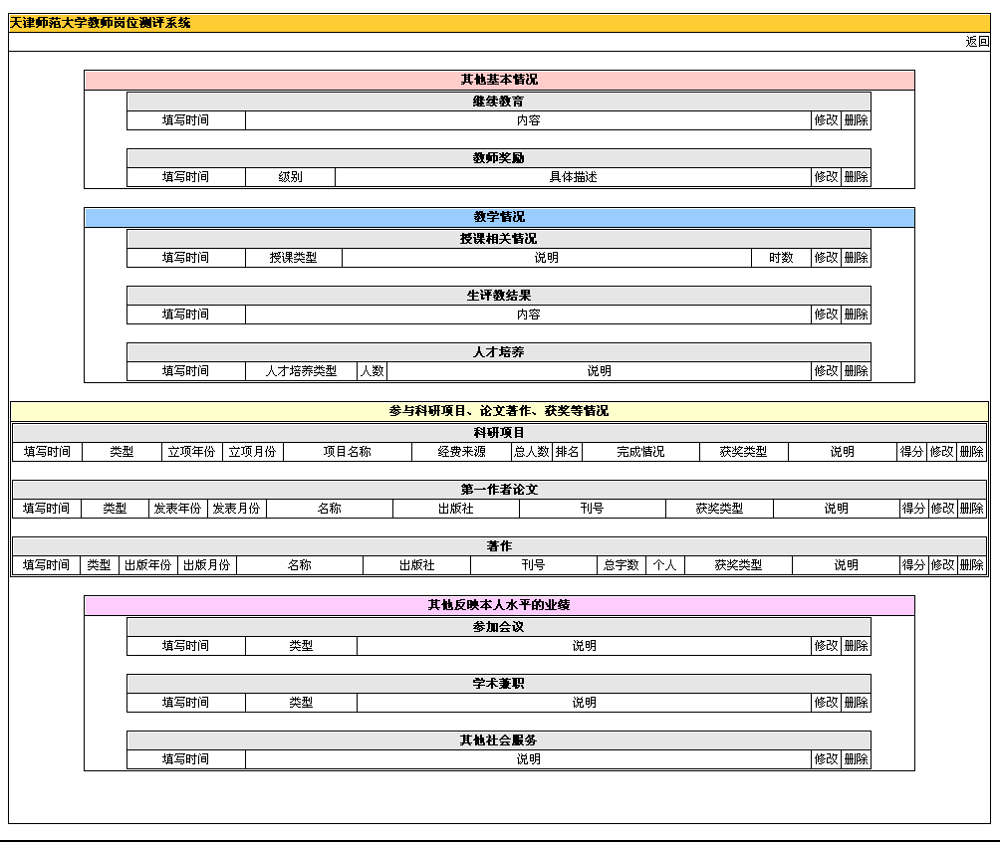 天津师范大学教师岗位测评系统
返回
其他基本情况
继续教育
填写时间 内容 修改 删除
教师奖励
填写时间 级别 具体描述 修改 删除
教学情况
授课相关情况
填写时间 授课类型 说明 时数 修改 删除
生评教结果
填写时间 内容 修改 删除
人才培养
填写时间 人才培养类型 人数 说明 修改 删除
参与科研项目、论文著作、获奖等情况
科研项目
填写时间 类型 立项年份 立项月份 项目名称 经费来源 总人数 排名 完成情况 获奖类型 说明 得分 修改 删除
第一作者论文
填写时间 类型 发表年份 发表月份 名称 出版社 刊号 获奖类型 说明 得分 修改 删除
著作
填写时间 类型 出版年份 出版月份 名称 出版社 刊号 总字数 个人 获奖类型 说明 得分 修改 删除
其他反映本人水平的业绩
参加会议
填写时间 类型 说明 修改 删除
学术兼职
填写时间 类型 说明 修改 删除
其他社会服务
填写时间 说明 修改 删除